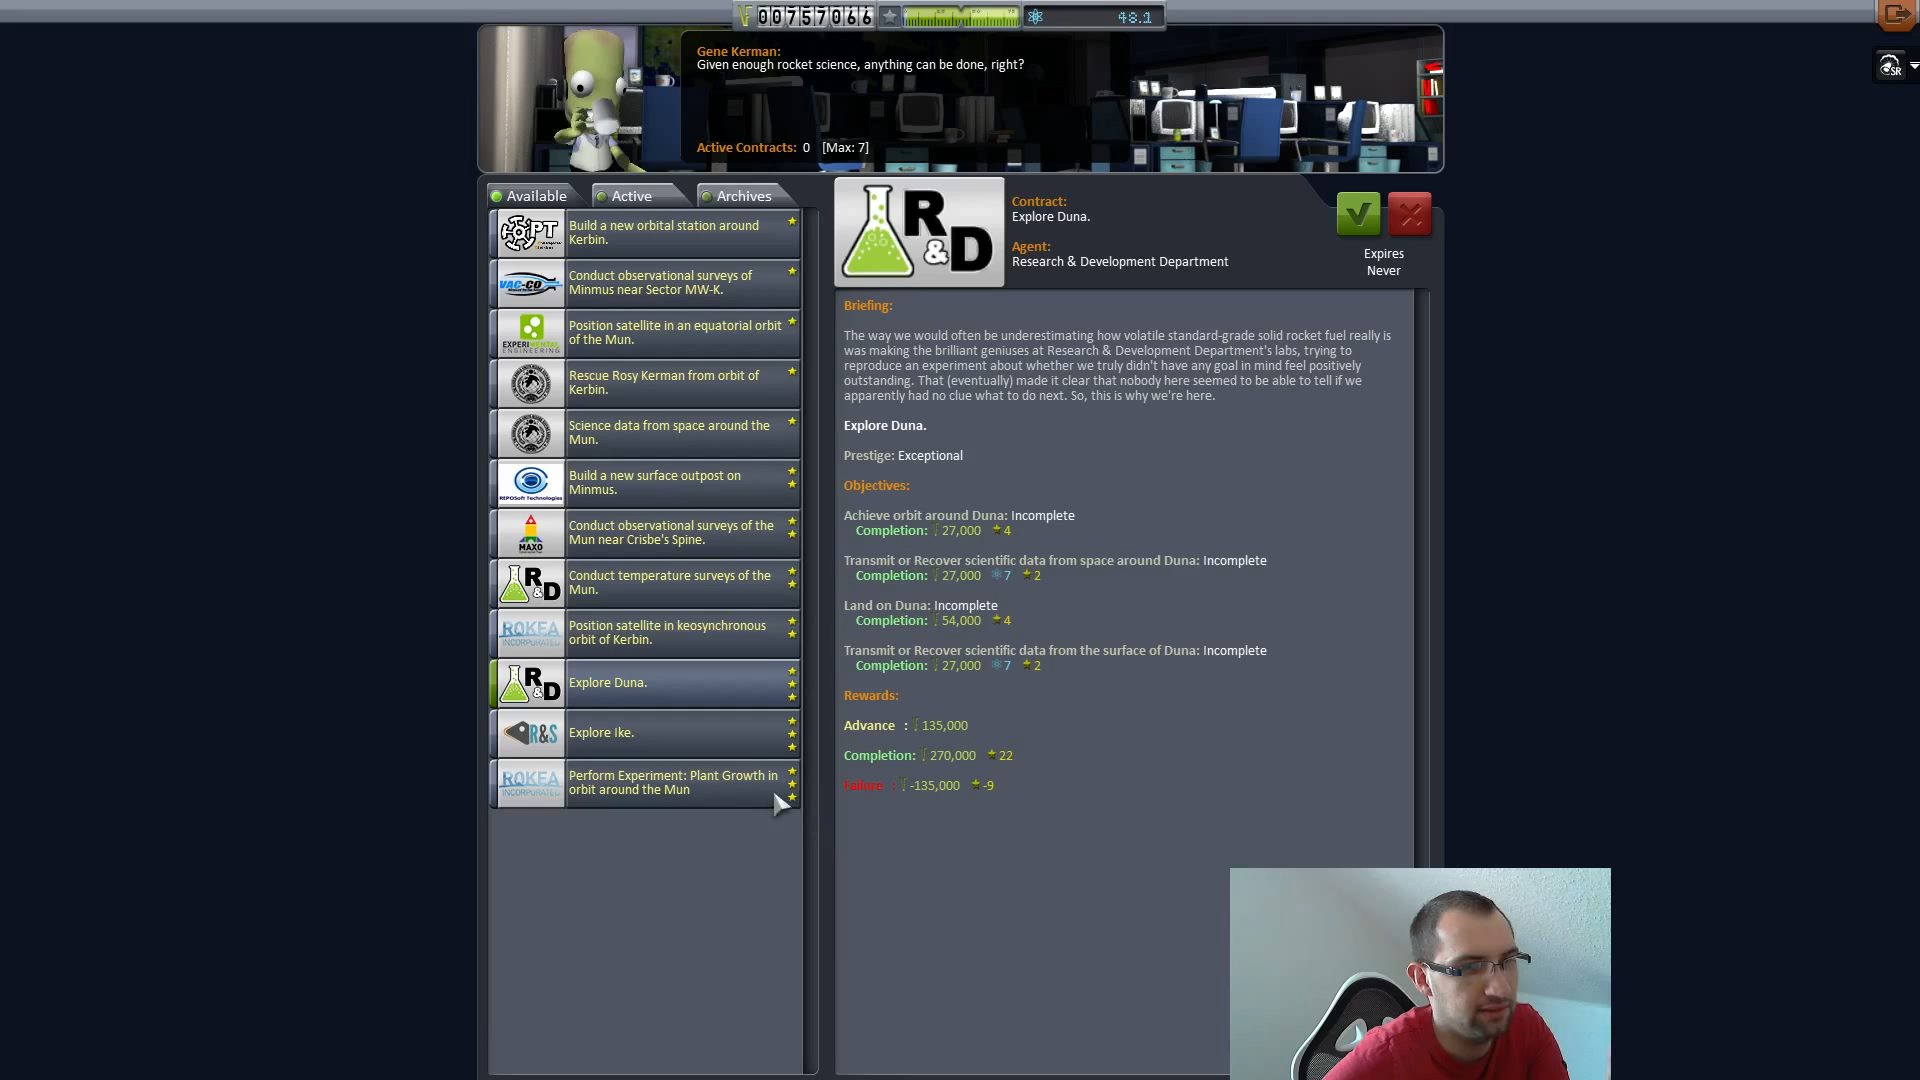 00757066
48.1
Gene Kerman:
Given enough rocket science, anything can be done, right?
Active Contracts: 0 [Max: 7]
SR
Available
Active
Archives
PT
Build a new orbital station around
Kerbin.
VAC-CO
Conduct observational surveys of
Minmus near Sector MW-K.
EXPERIMENTAL
ENGINEERING
Position satellite in an equatorial orbit
of the Mun.
Rescue Rosy Kerman from orbit of
Kerbin.
Science data from space around the
Mun.
REPOSoft Technologies
Build a new surface outpost on
Minmus.
MAXO
Conduct observational surveys of the
Mun near Crisbe's Spine.
R&D
Conduct temperature surveys of the
Mun.
ROKEA
INCORPORATED
Position satellite in keosynchronous
orbit of Kerbin.
R&D
Explore Duna.
R&S
Explore Ike.
ROKEA
INCORPORATED
Perform Experiment: Plant Growth in
orbit around the Mun
R&D
Contract:
Explore Duna.
Agent:
Research & Development Department
Expires
Never
Briefing:
The way we would often be underestimating how volatile standard-grade solid rocket fuel really is
was making the brilliant geniuses at Research & Development Department's labs, trying to
reproduce an experiment about whether we truly didn't have any goal in mind feel positively
outstanding. That (eventually) made it clear that nobody here seemed to be able to tell if we
apparently had no clue what to do next. So, this is why we're here.
Explore Duna.
Prestige: Exceptional
Objectives:
Achieve orbit around Duna: Incomplete
Completion: 27,000 4
Transmit or Recover scientific data from space around Duna: Incomplete
Completion: 27,000 7 2
Land on Duna: Incomplete
Completion: 54,000 4
Transmit or Recover scientific data from the surface of Duna: Incomplete
Completion: 27,000 7 2
Rewards:
Advance : 135,000
Completion: 270,000 22
Failure : -135,000 -9